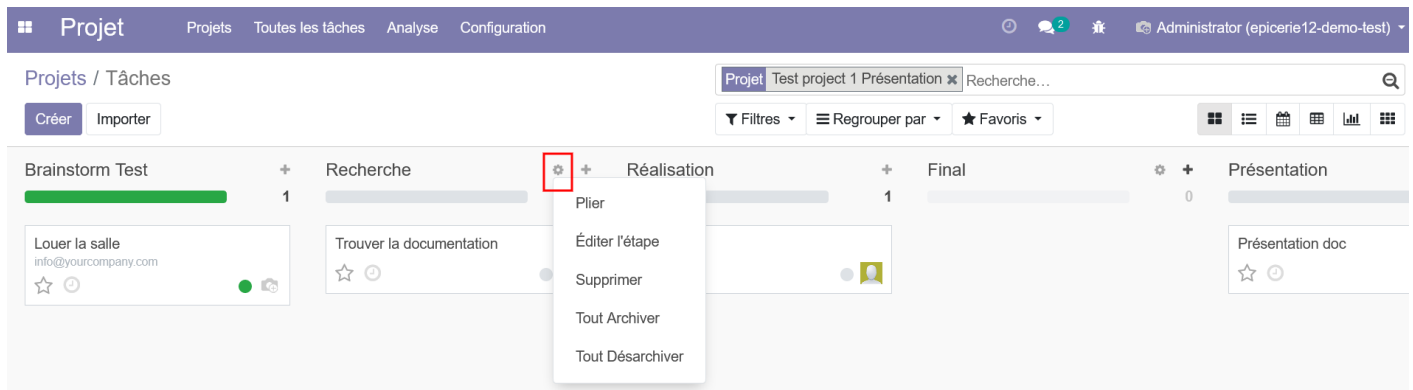 Projet Projets Toutes les tâches Analyse Configuration 2 Administrator (epicerie12-demo-test)
Projets / Tâches
Projet Test project 1 Présentation Recherche...
Créer Importer
Filtres Regrouper par Favoris
Brainstorm Test
1
Louer la salle
info@yourcompany.com
Recherche
Trouver la documentation
Plier
Éditer l'étape
Supprimer
Tout Archiver
Tout Désarchiver
Réalisation
1
Final
0
Présentation
Présentation doc